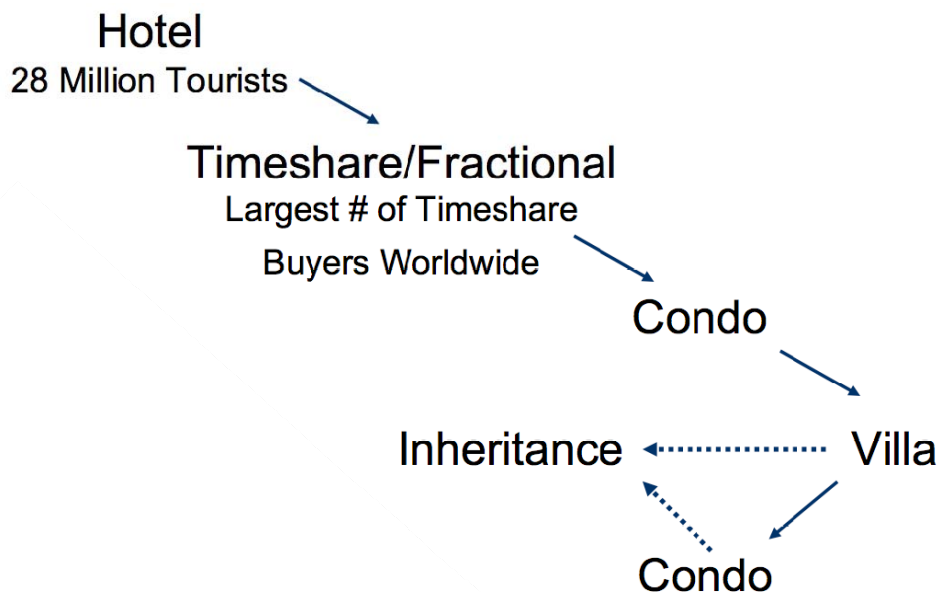 Hotel
28 Million Tourists
Timeshare/Fractional
Largest # of Timeshare
Buyers Worldwide
Condo
Inheritance
Villa
Condo